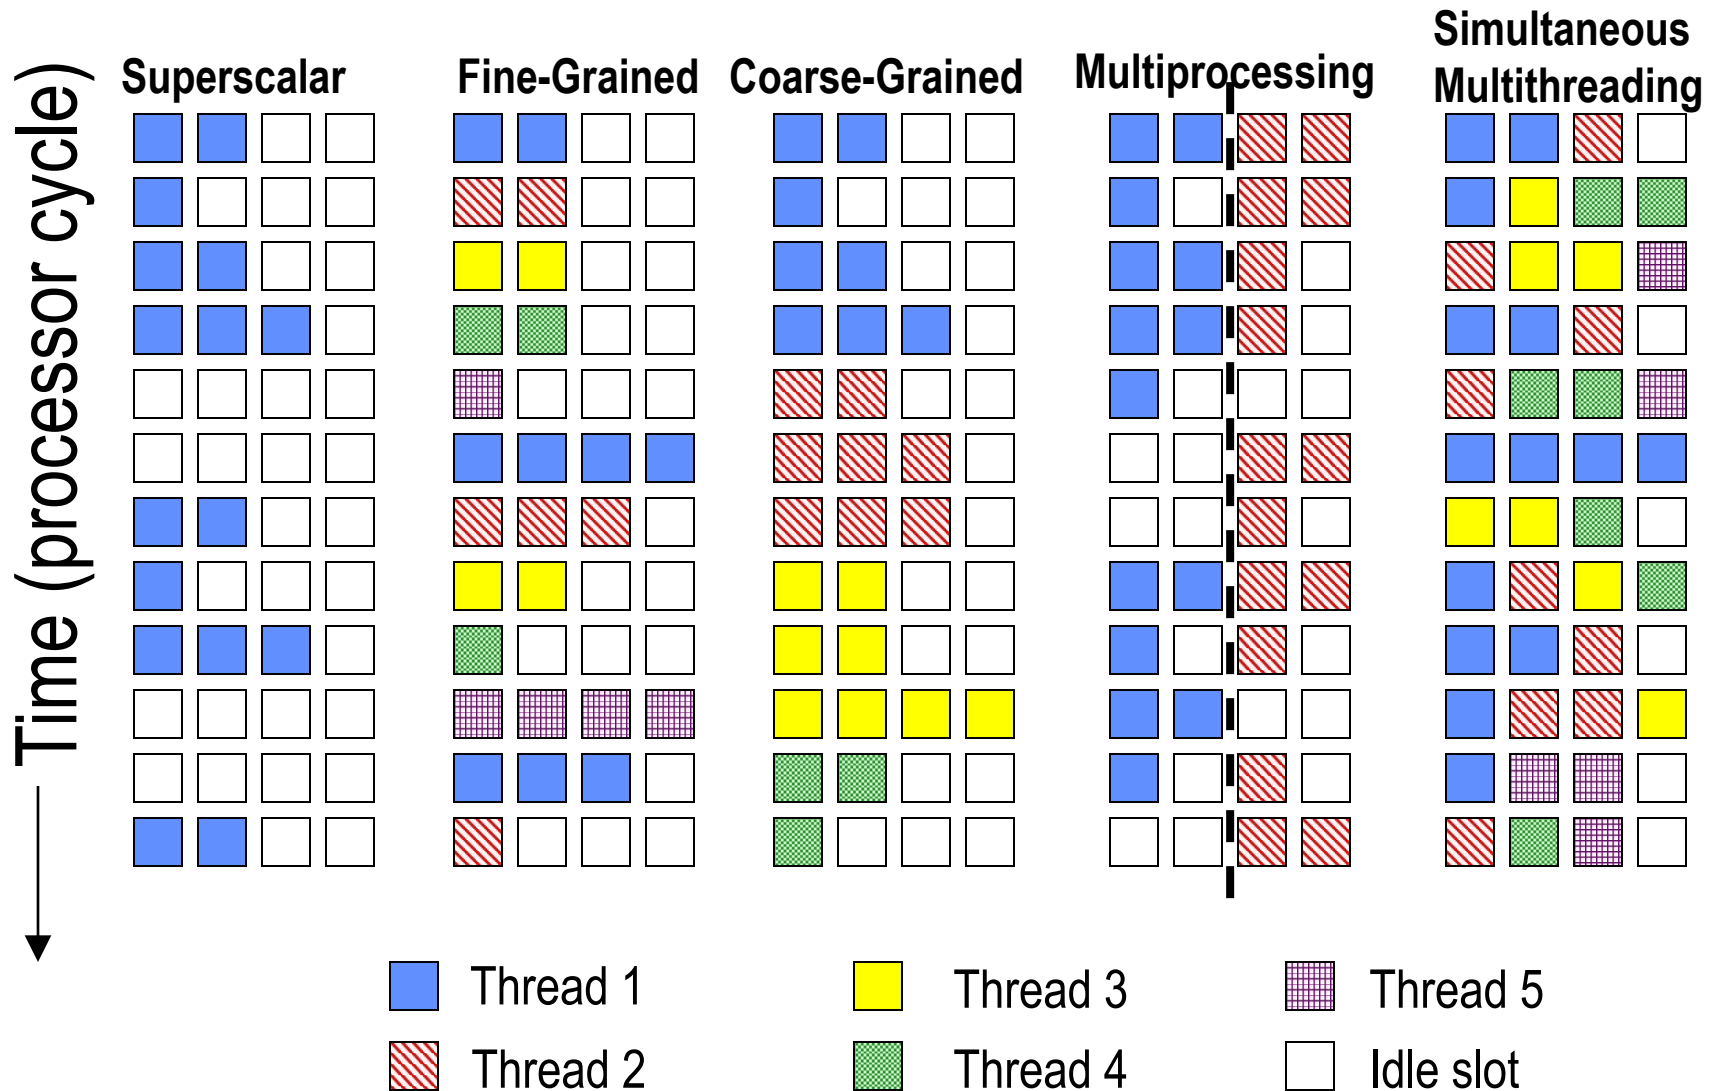 Superscalar
Fine-Grained
Coarse-Grained
Multiprocessing
Simultaneous
Multithreading
Time (processor cycle)
Thread 1
Thread 3
Thread 5
Thread 2
Thread 4
Idle slot